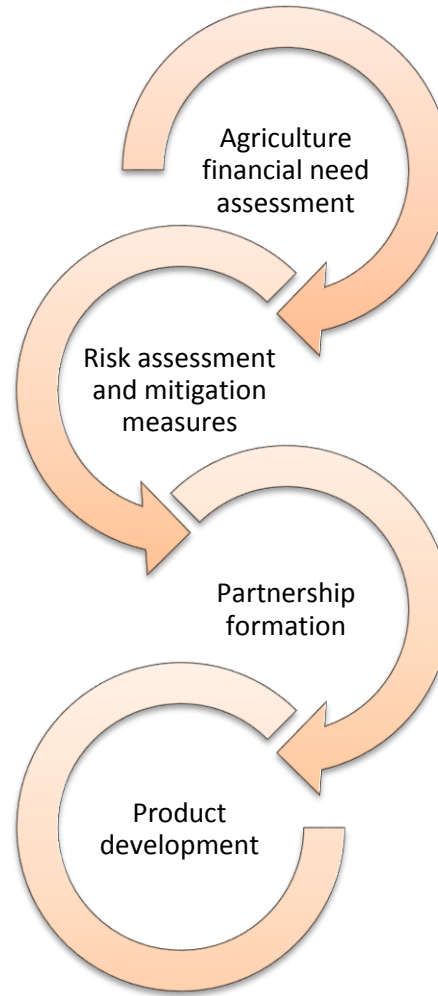 Agriculture
financial need
assessment
Risk assessment
and mitigation
measures
Partnership
formation
Product
development